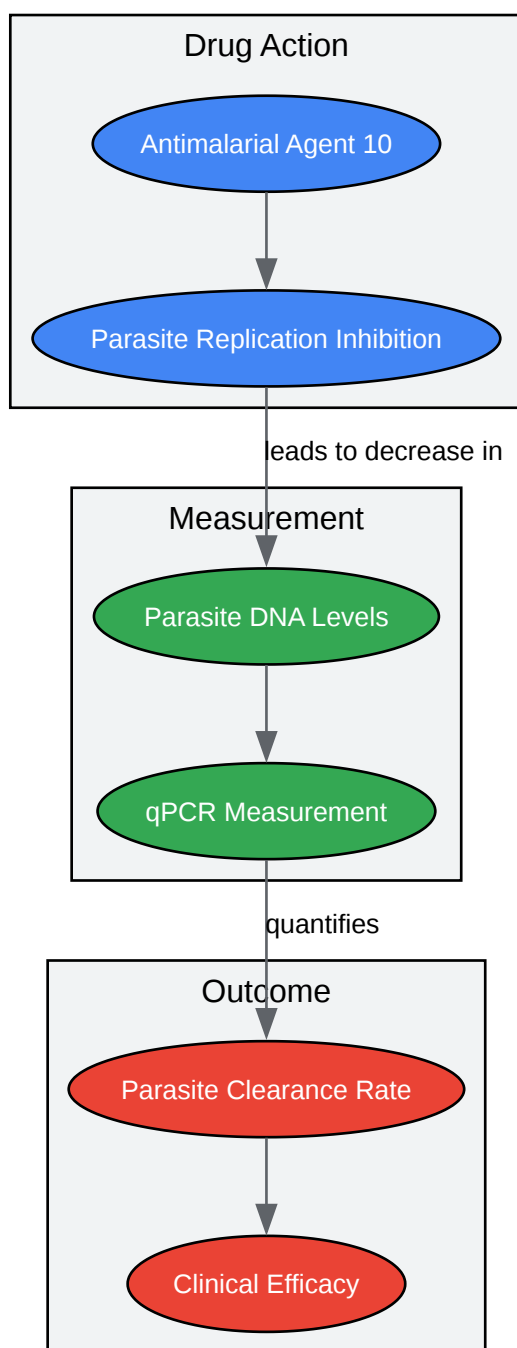 Drug Action
Antimalarial Agent 10
Parasite Replication Inhibition
leads to decrease in
Measurement
Parasite DNA Levels
qPCR Measurement
quantifies
Outcome
Parasite Clearance Rate
Clinical Efficacy